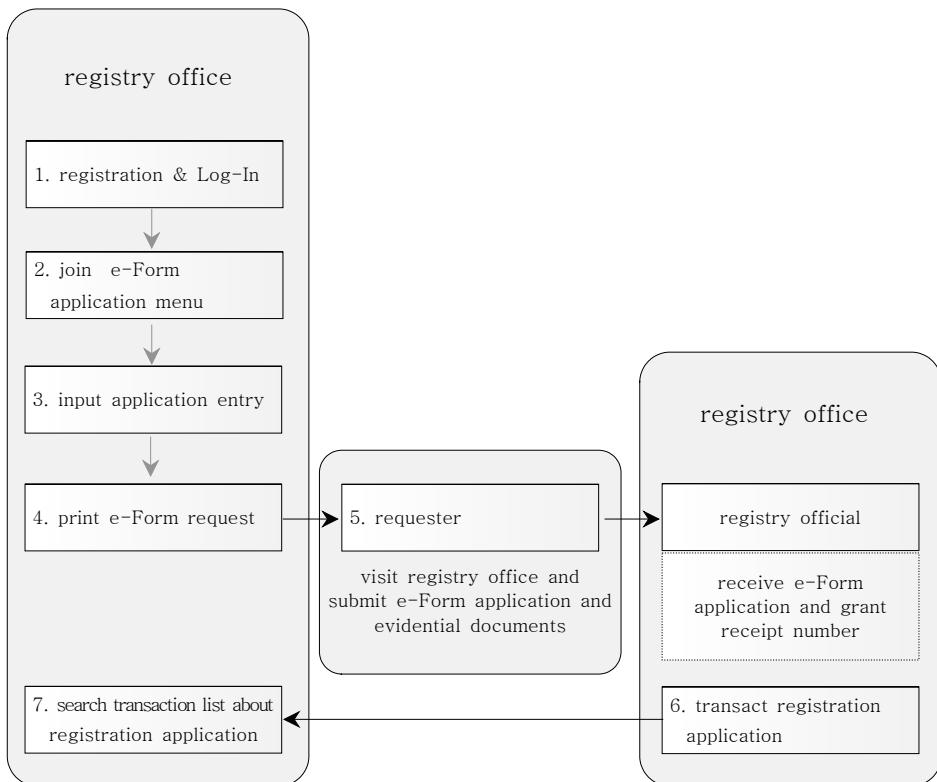 registry office
1. registration & Log-In
2. join e-Form
application menu
3. input application entry
4. print e-Form request
7. search transaction list about
registration application
5. requester
visit registry office and
submit e-Form application and
evidential documents
registry office
registry official
receive e-Form
application and grant
receipt number
6. transact registration
application